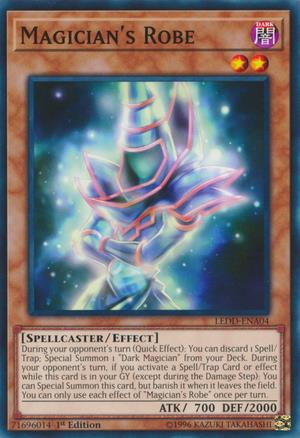 Magician's Robe
DARK
闇
LEDD-ENA04
[Spellcaster/Effect]
During your opponent's turn (Quick Effect): You can discard 1 Spell/
Trap; Special Summon 1 "Dark Magician" from your Deck. During
your opponent's turn, if you activate a Spell/Trap Card or effect
while this card is in your GY (except during the Damage Step): You
can Special Summon this card, but banish it when it leaves the field.
You can only use each effect of "Magician's Robe" once per turn.
ATK/ 700 DEF/2000
71696014 1st Edition ©1996 KAZUKI TAKAHASHI